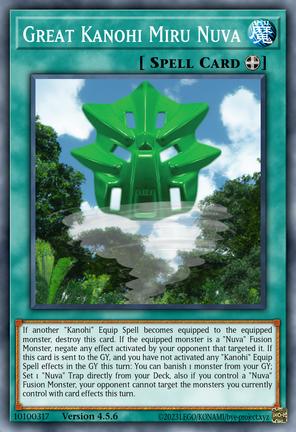 Great Kanohi Miru Nuva
魔
[ Spell Card ]
If another "Kanohi" Equip Spell becomes equipped to the equipped
monster, destroy this card. If the equipped monster is a "Nuva" Fusion
Monster, negate any effect activated by your opponent that targeted it. If
this card is sent to the GY, and you have not activated any "Kanohi" Equip
Spell effects in the GY this turn: You can banish 1 monster from your GY;
Set 1 "Nuva" Trap directly from your Deck, also if you control a "Nuva"
Fusion Monster, your opponent cannot target the monsters you currently
control with card effects this turn.
10100317 Version 4.5.6 ©2023LEGO/KONAMI/bye-project.xyz